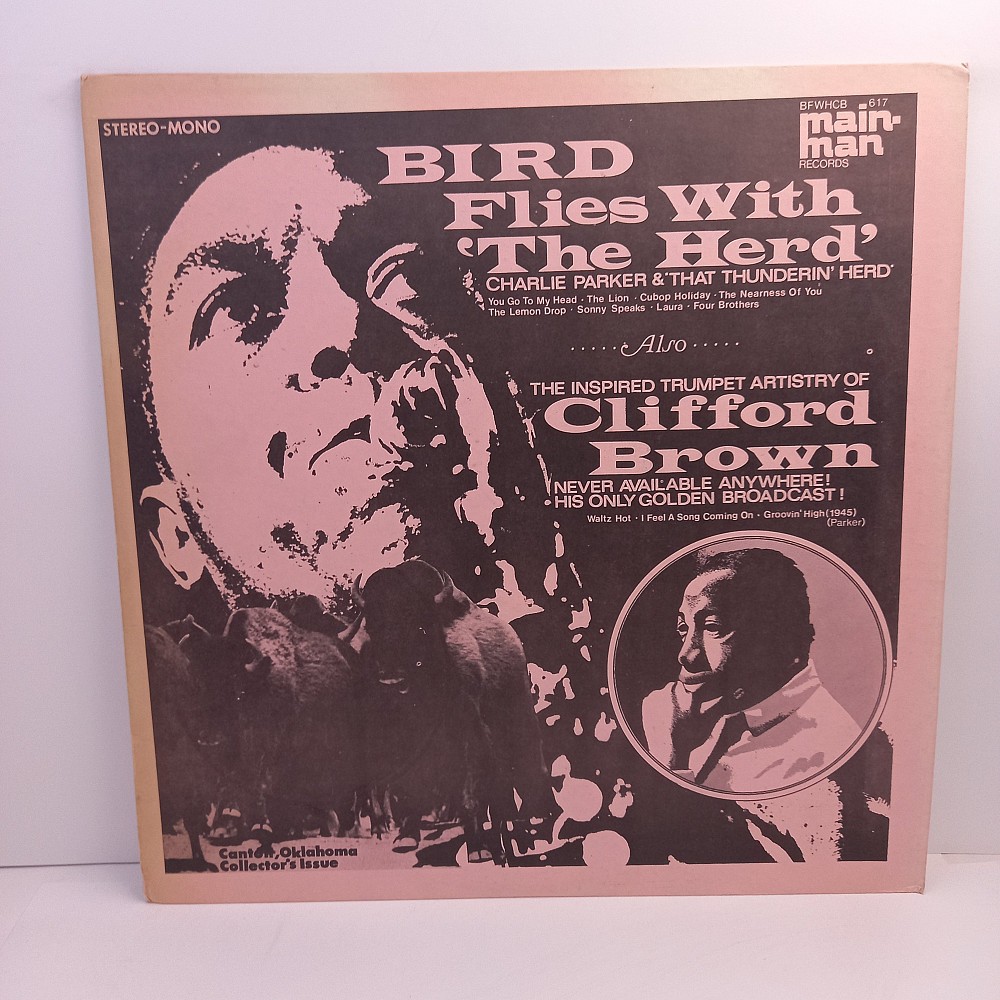 STEREO-MONO
BFWHCB 617
main-
man
RECORDS
BIRD
Flies With
'The Herd'
CHARLIE PARKER & 'THAT THUNDERIN' HERD'
You Go To My Head · The Lion · Cubop Holiday · The Nearness Of You
The Lemon Drop · Sonny Speaks · Laura · Four Brothers
.....Also.....
THE INSPIRED TRUMPET ARTISTRY OF
Clifford
Brown
NEVER AVAILABLE ANYWHERE!
HIS ONLY GOLDEN BROADCAST!
Waltz Hot · I Feel A Song Coming On · Groovin' High (1945)
(Parker)
Canton, Oklahoma
Collector's Issue